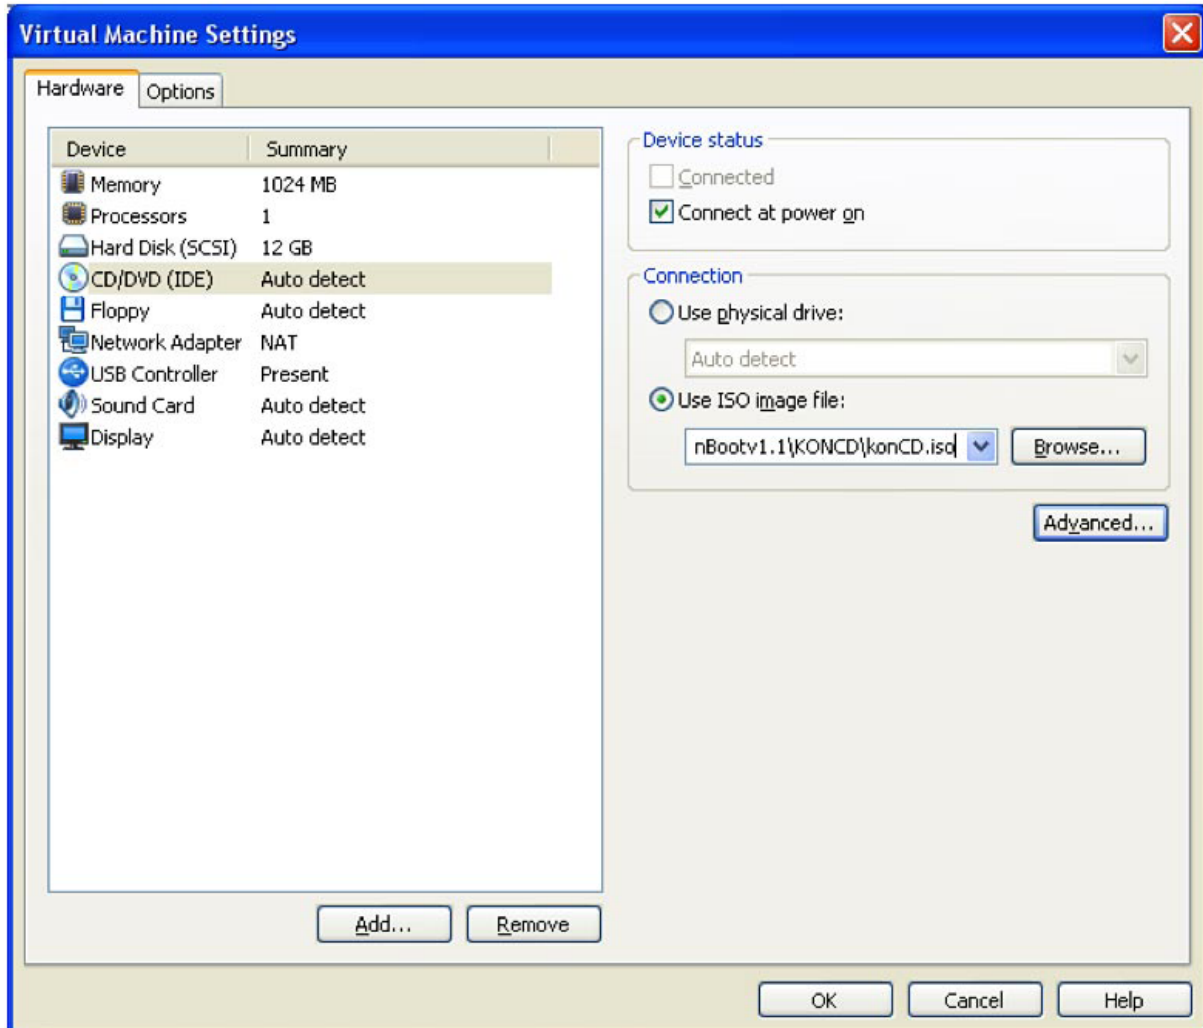 Virtual Machine Settings
Hardware
Options
Device Summary
Memory 1024 MB
Processors 1
Hard Disk (SCSI) 12 GB
CD/DVD (IDE) Auto detect
Floppy Auto detect
Network Adapter NAT
USB Controller Present
Sound Card Auto detect
Display Auto detect
Add...
Remove
Device status
Connected
Connect at power on
Connection
Use physical drive:
Auto detect
Use ISO image file:
nBootv1.1\KONCD\konCD.iso
Browse...
Advanced...
OK
Cancel
Help